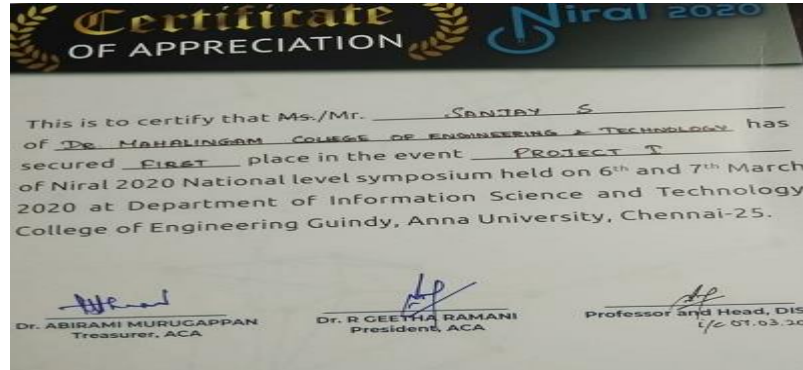 Certificate
OF APPRECIATION
Niral 2020
This is to certify that Ms./Mr. SANJAY S
of DR. MAHALINGAM COLLEGE OF ENGINEERING & TECHNOLOGY has
secured FIRST place in the event PROJECT I
of Niral 2020 National level symposium held on 6th and 7th March
2020 at Department of Information Science and Technology
College of Engineering Guindy, Anna University, Chennai-25.
Dr. ABIRAMI MURUGAPPAN
Treasurer, ACA
Dr. R GEETHA RAMANI
President, ACA
Professor and Head, DIS
i/c 07.03.20